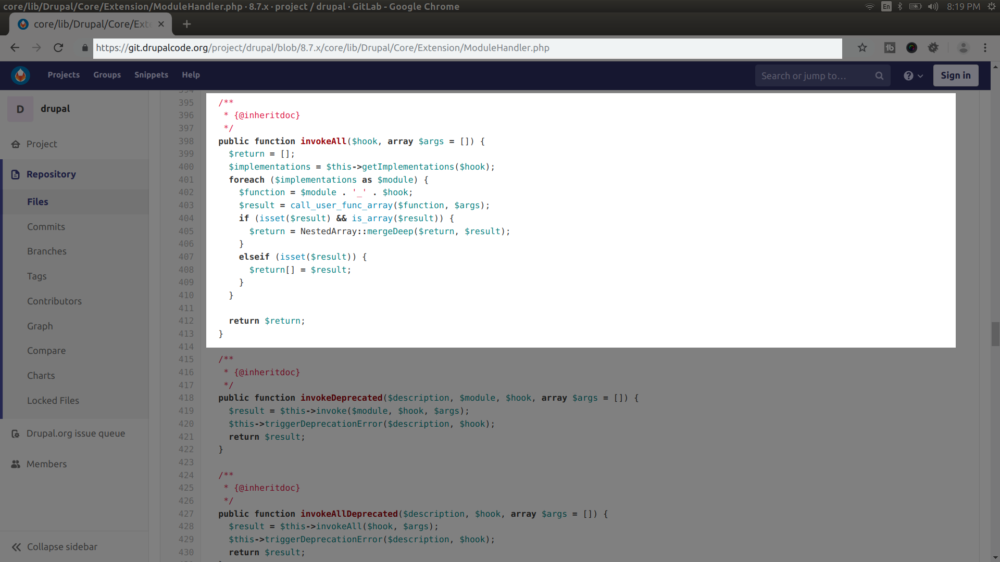 core/lib/Drupal/Core/Extension/ModuleHandler.php · 8.7.x · project / drupal · GitLab - Google Chrome
En
8:19 PM
core/lib/Drupal/Core/Ext
https://git.drupalcode.org/project/drupal/blob/8.7.x/core/lib/Drupal/Core/Extension/ModuleHandler.php
Projects Groups Snippets Help
Search or jump to…
Sign in
D drupal
Project
Repository
Files
Commits
Branches
Tags
Contributors
Graph
Compare
Charts
Locked Files
Drupal.org issue queue
Members
Collapse sidebar
394
395 /**
396 * {@inheritdoc}
397 */
398 public function invokeAll($hook, array $args = []) {
399 $return = [];
400 $implementations = $this->getImplementations($hook);
401 foreach ($implementations as $module) {
402 $function = $module . '_' . $hook;
403 $result = call_user_func_array($function, $args);
404 if (isset($result) && is_array($result)) {
405 $return = NestedArray::mergeDeep($return, $result);
406 }
407 elseif (isset($result)) {
408 $return[] = $result;
409 }
410 }
411
412 return $return;
413 }
414
415 /**
416 * {@inheritdoc}
417 */
418 public function invokeDeprecated($description, $module, $hook, array $args = []) {
419 $result = $this->invoke($module, $hook, $args);
420 $this->triggerDeprecationError($description, $hook);
421 return $result;
422 }
423
424 /**
425 * {@inheritdoc}
426 */
427 public function invokeAllDeprecated($description, $hook, array $args = []) {
428 $result = $this->invokeAll($hook, $args);
429 $this->triggerDeprecationError($description, $hook);
430 return $result;